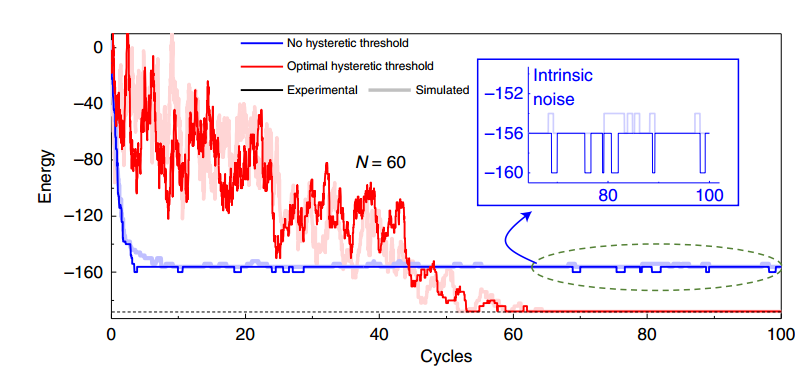 No hysteretic threshold
Optimal hysteretic threshold
Experimental
Simulated
N = 60
Energy
0
−40
−80
−120
−160
0
20
40
60
80
100
Cycles
Intrinsic
noise
−152
−156
−160
80
100